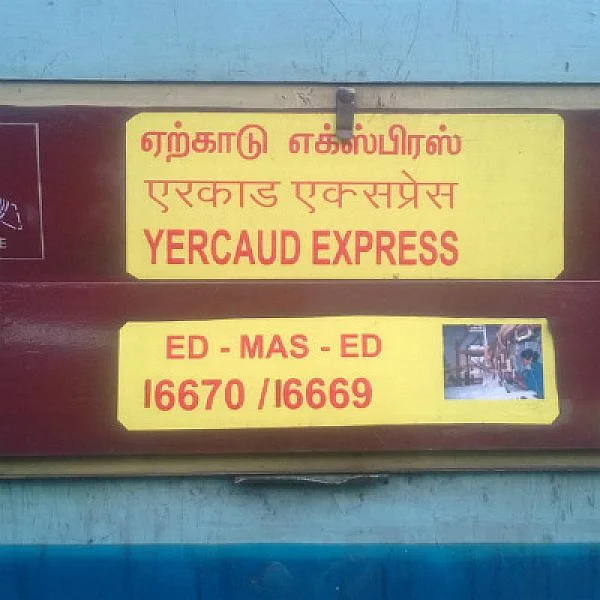 ஏற்காடு எக்ஸ்பிரஸ்
एरकाड एक्सप्रेस
YERCAUD EXPRESS
ED - MAS - ED
16670 / 16669